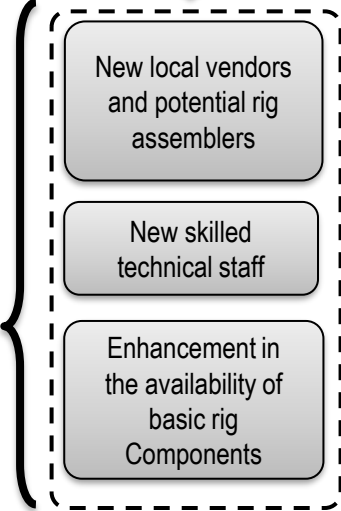 New local vendors
and potential rig
assemblers
New skilled
technical staff
Enhancement in
the availability of
basic rig
Components